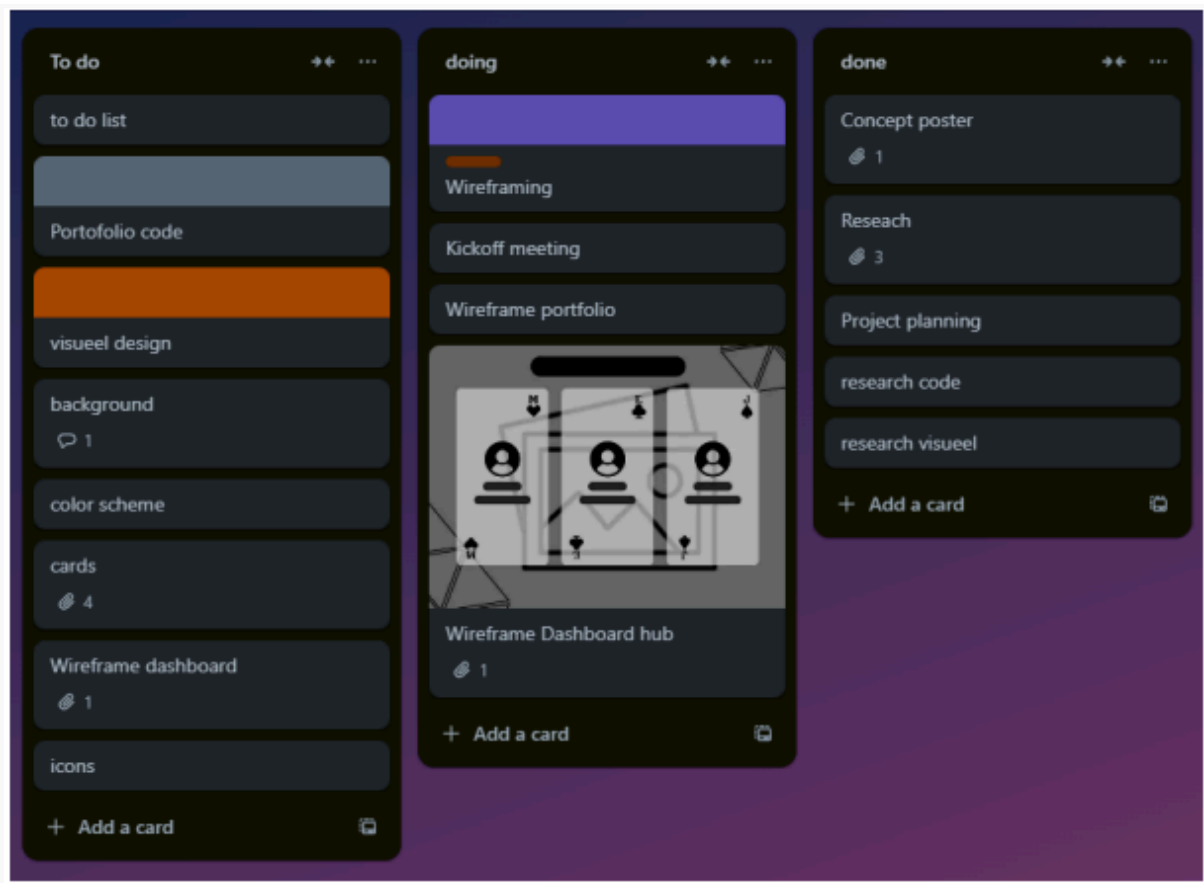 To do
to do list
Portofolio code
visueel design
background
1
color scheme
cards
4
Wireframe dashboard
1
icons
+ Add a card
doing
Wireframing
Kickoff meeting
Wireframe portfolio
M
J
Wireframe Dashboard hub
1
+ Add a card
done
Concept poster
1
Reseach
3
Project planning
research code
research visueel
+ Add a card